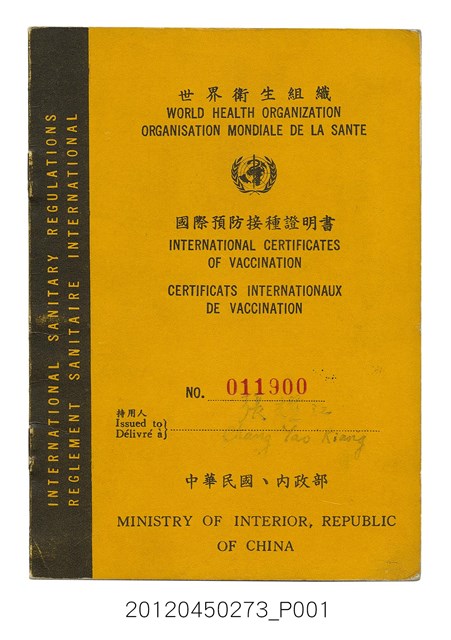 INTERNATIONAL SANITARY REGULATIONS
REGLEMENT SANITAIRE INTERNATIONAL
世界衛生組織
WORLD HEALTH ORGANIZATION
ORGANISATION MONDIALE DE LA SANTE
國際預防接種證明書
INTERNATIONAL CERTIFICATES
OF VACCINATION
CERTIFICATS INTERNATIONAUX
DE VACCINATION
NO. 011900
持用人
Issued to)
Délivré à)
Yao Kiang
中華民國、內政部
MINISTRY OF INTERIOR, REPUBLIC
OF CHINA
20120450273_P001